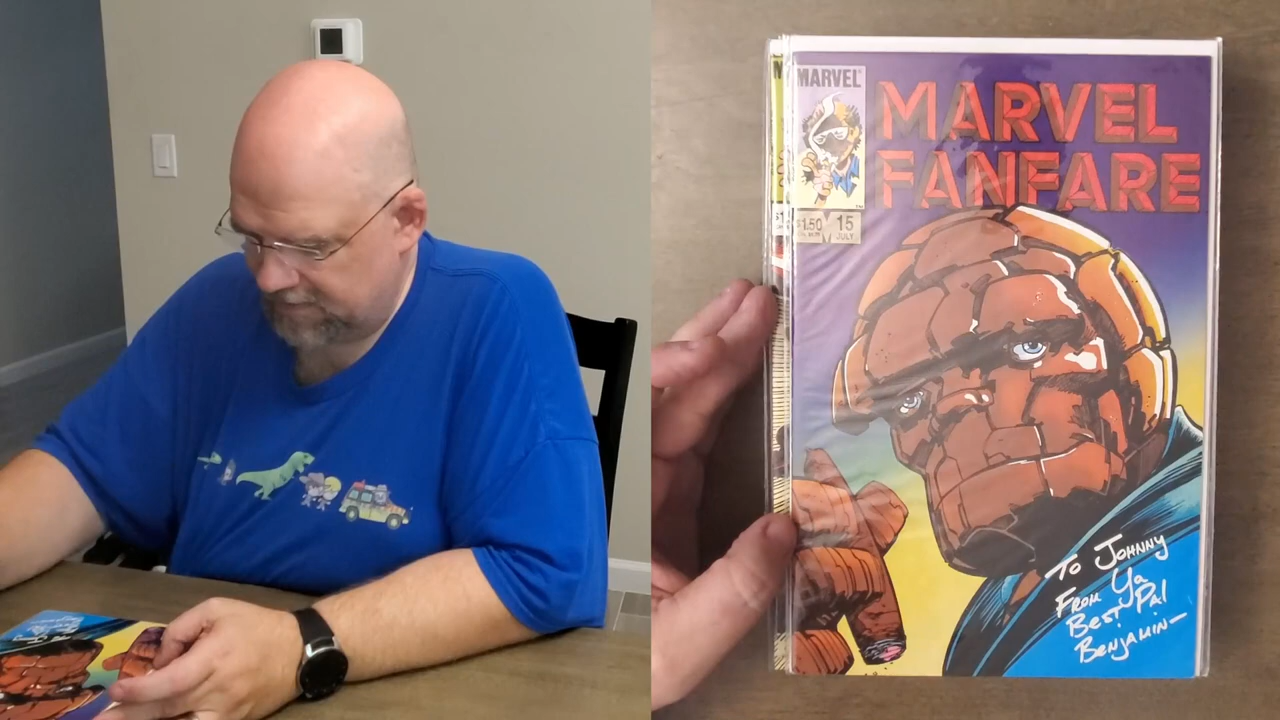 MARVEL
MARVEL
FANFARE
$1.50
15
JULY
TO JOHNNY
FROM Ya
BEST PAl
BENJAMIN—